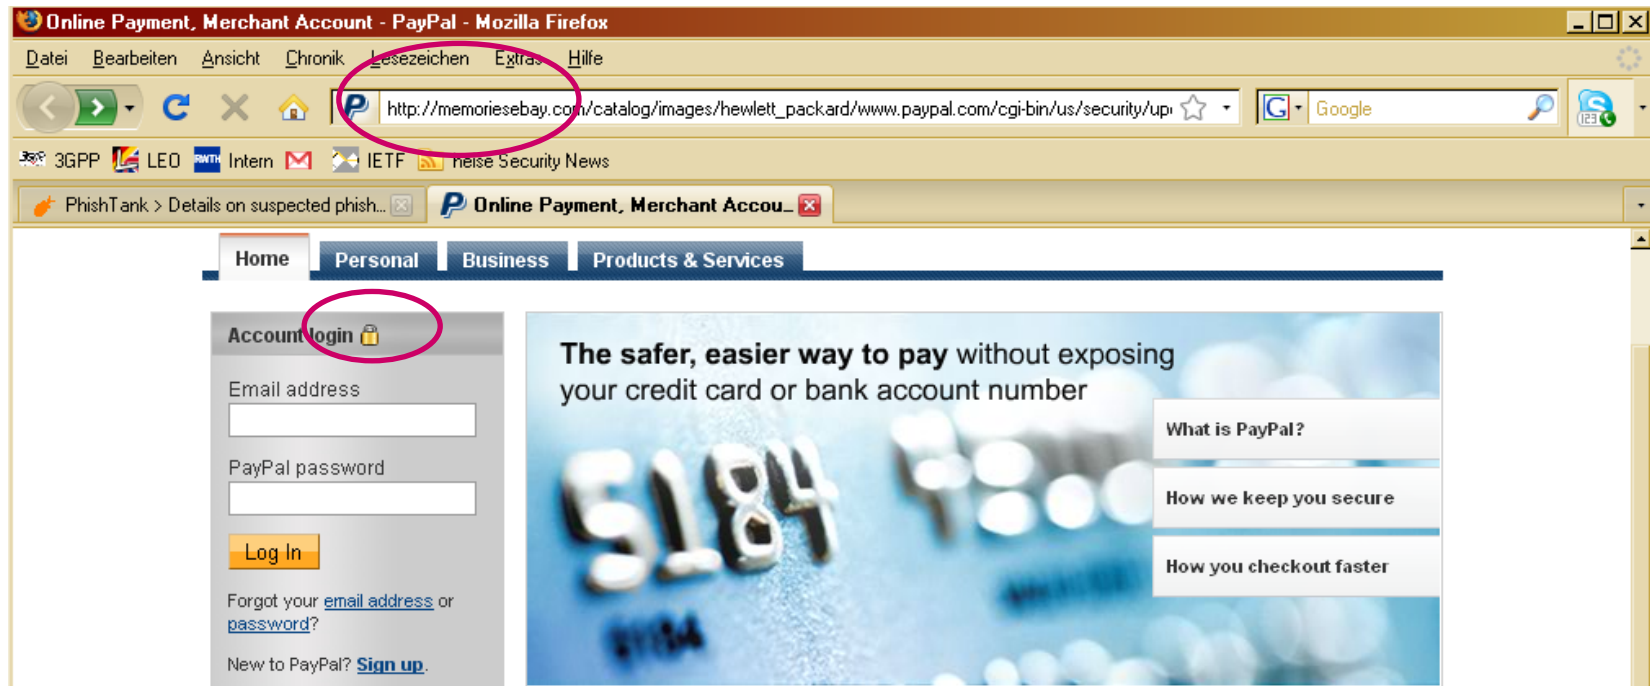 Online Payment, Merchant Account - PayPal - Mozilla Firefox
Datei Bearbeiten Ansicht Chronik Lesezeichen Extras Hilfe
http://memoriesebay.com/catalog/images/hewlett_packard/www.paypal.com/cgi-bin/us/security/up
G Google
123
3GPP LEO RWTH Intern IETF heise Security News
PhishTank > Details on suspected phish... Online Payment, Merchant Accou...
Home Personal Business Products & Services
Account login
Email address
PayPal password
Log In
Forgot your email address or
password?
New to PayPal? Sign up.
The safer, easier way to pay without exposing
your credit card or bank account number
5184
5184
What is PayPal?
How we keep you secure
How you checkout faster